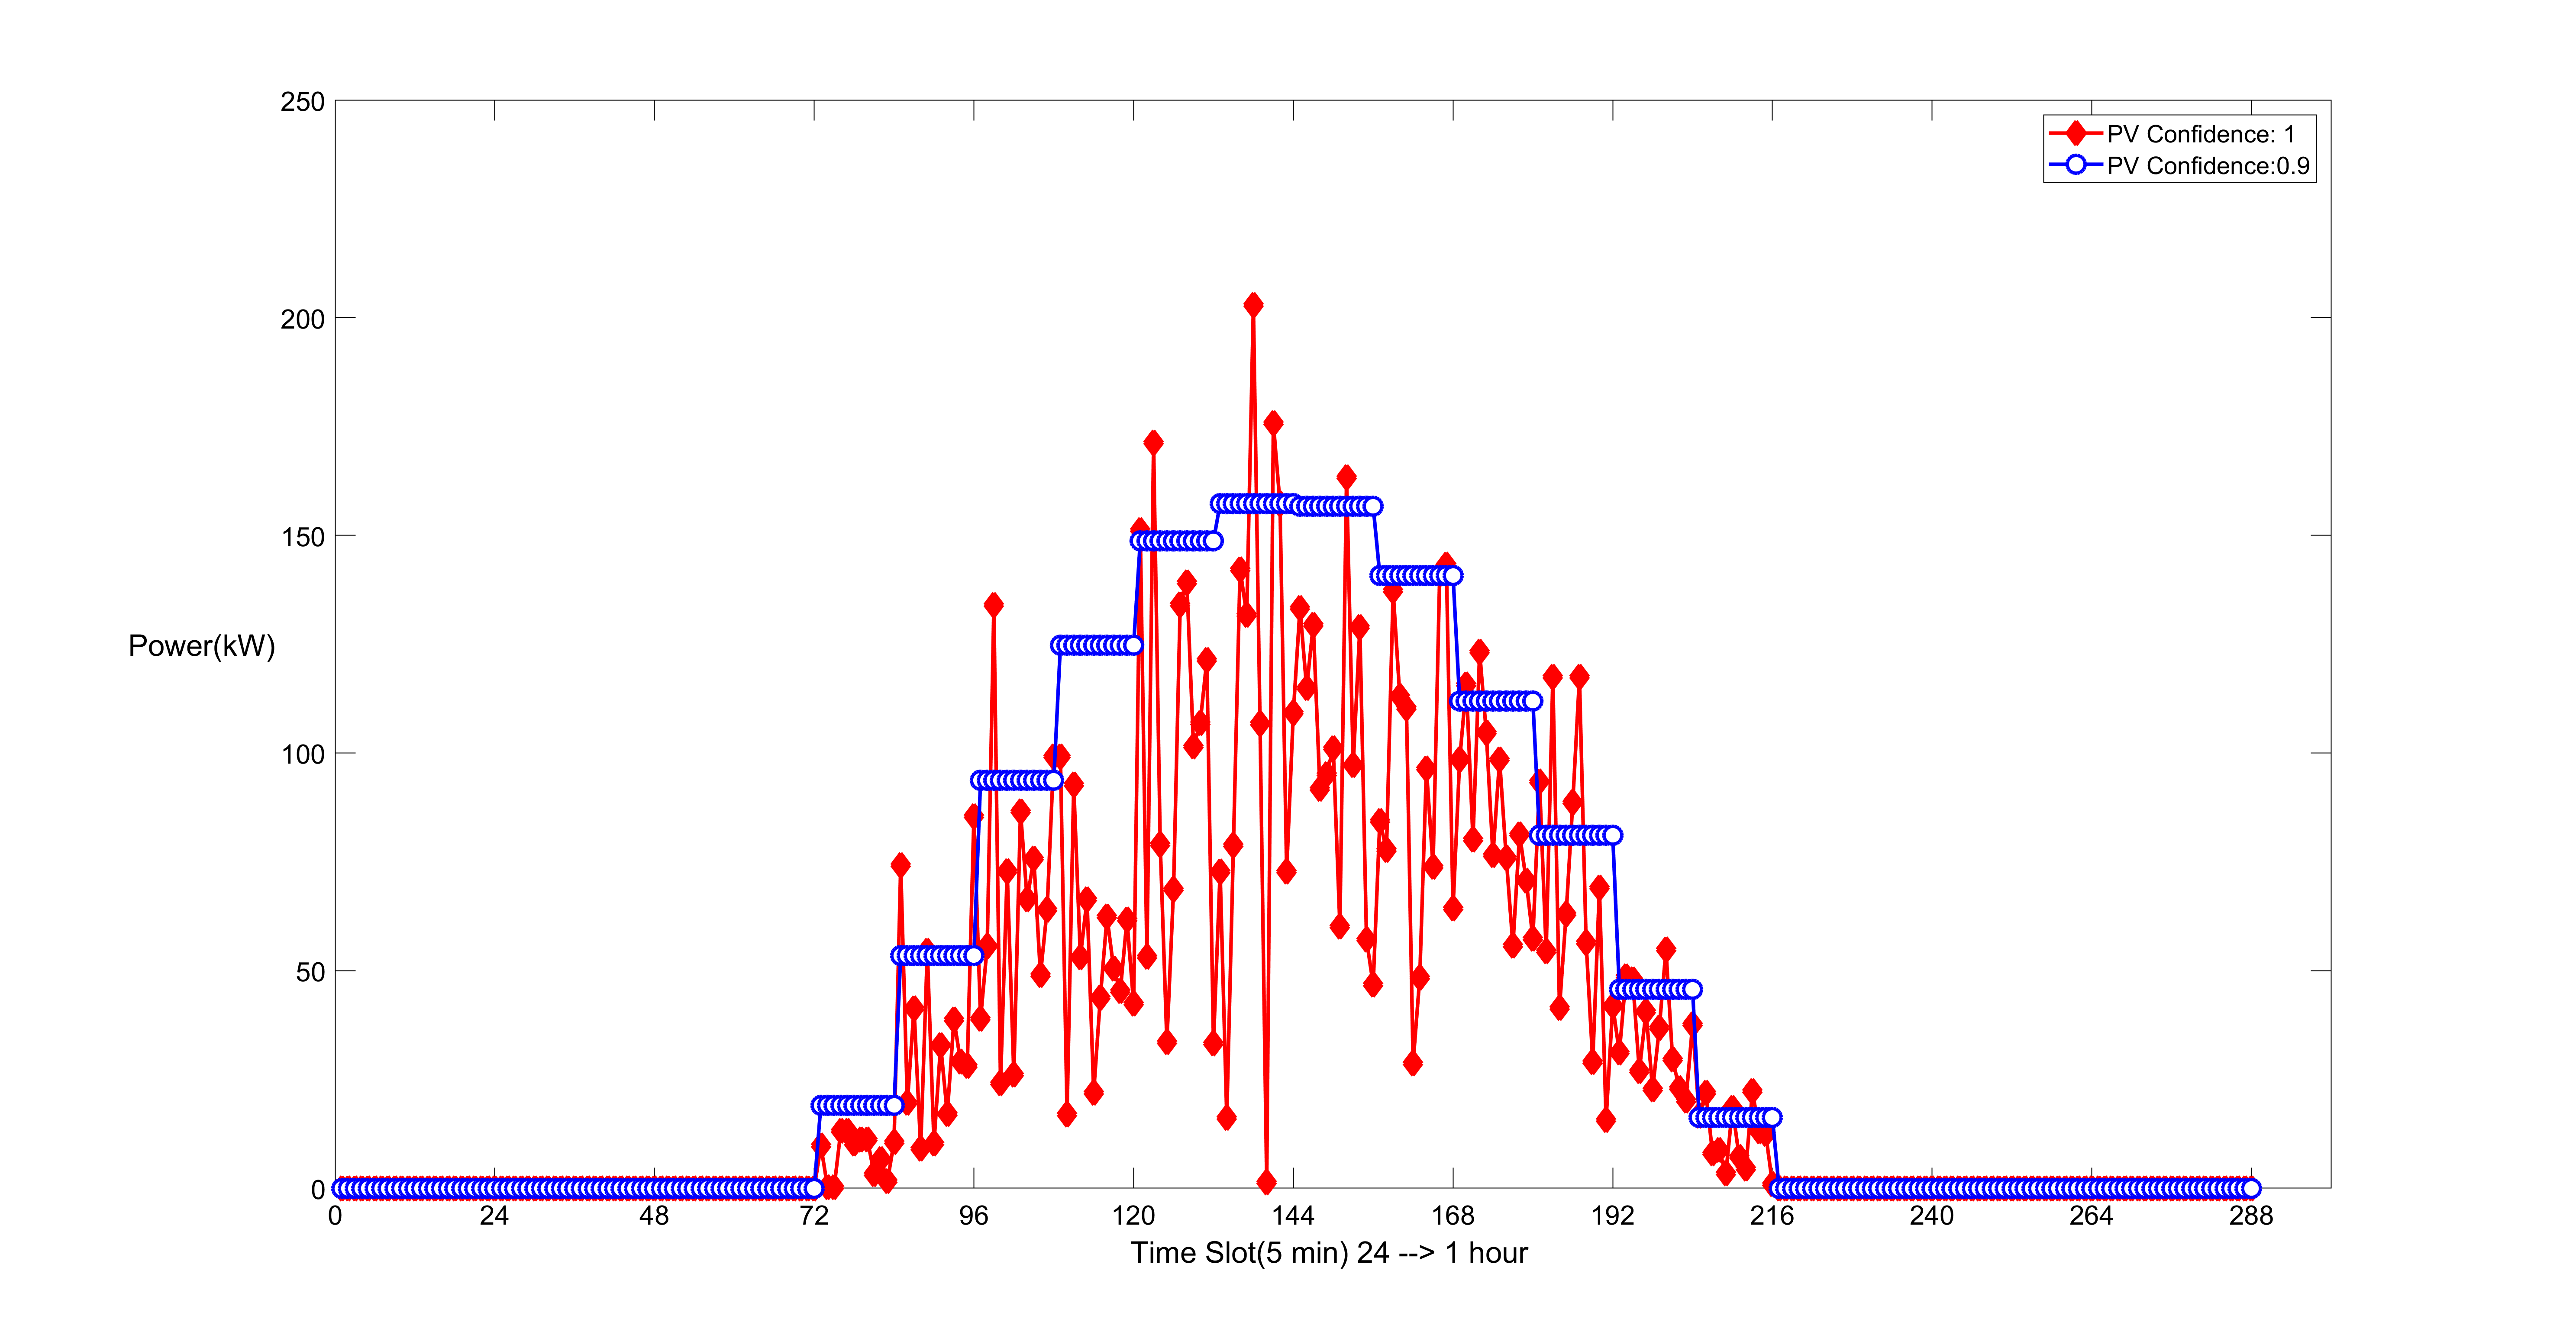 250
PV Confidence: 1
PV Confidence:0.9
200
150
Power(kW)
100
50
0
0 24 48 72 96 120 144 168 192 216 240 264 288
Time Slot(5 min) 24 --> 1 hour